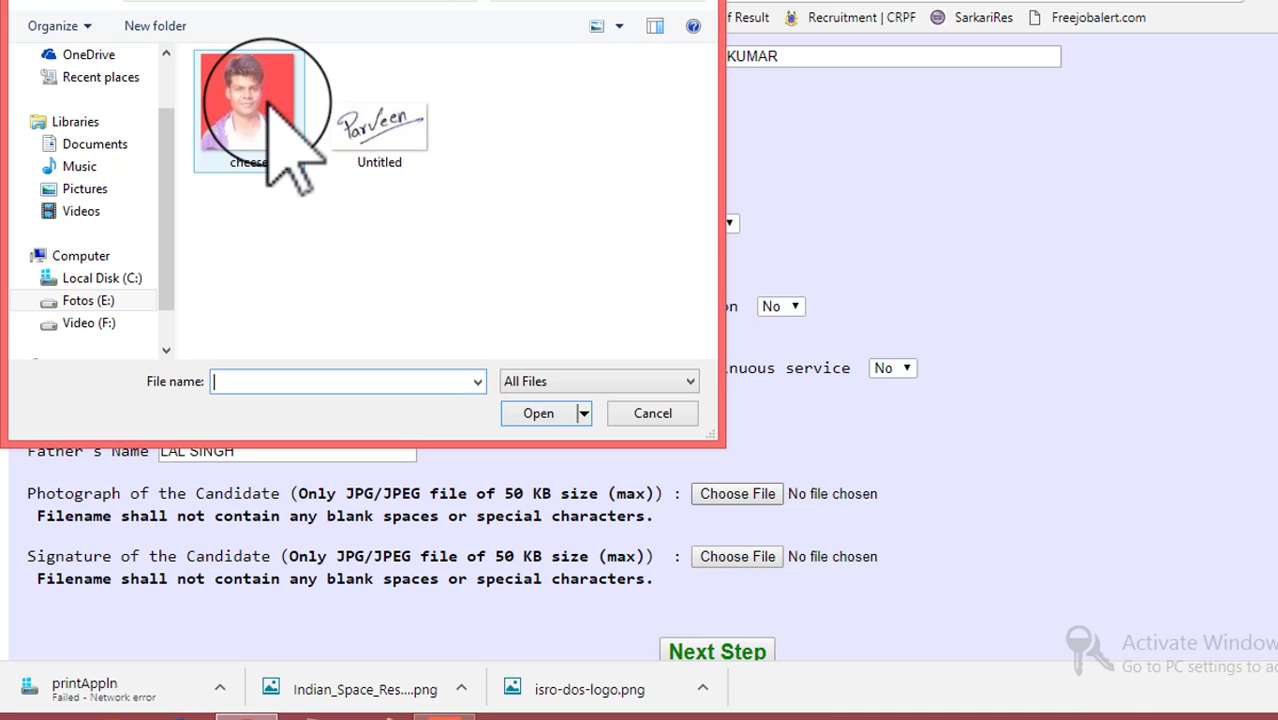 Organize New folder
of Result Recruitment | CRPF SarkariRes Freejobalert.com
OneDrive
Recent places
Libraries
Documents
Music
Pictures
Videos
Computer
Local Disk (C:)
Fotos (E:)
Video (F:)
Parveen
Untitled
File name: All Files
Open Cancel
KUMAR
No
service No
Father's Name LAL SINGH
Photograph of the Candidate (Only JPG/JPEG file of 50 KB size (max)) : Choose File No file chosen
Filename shall not contain any blank spaces or special characters.
Signature of the Candidate (Only JPG/JPEG file of 50 KB size (max)) : Choose File No file chosen
Filename shall not contain any blank spaces or special characters.
Next Step
Activate Window
Go to PC settings to a
printAppIn
Failed - Network error
Indian_Space_Res....png
isro-dos-logo.png